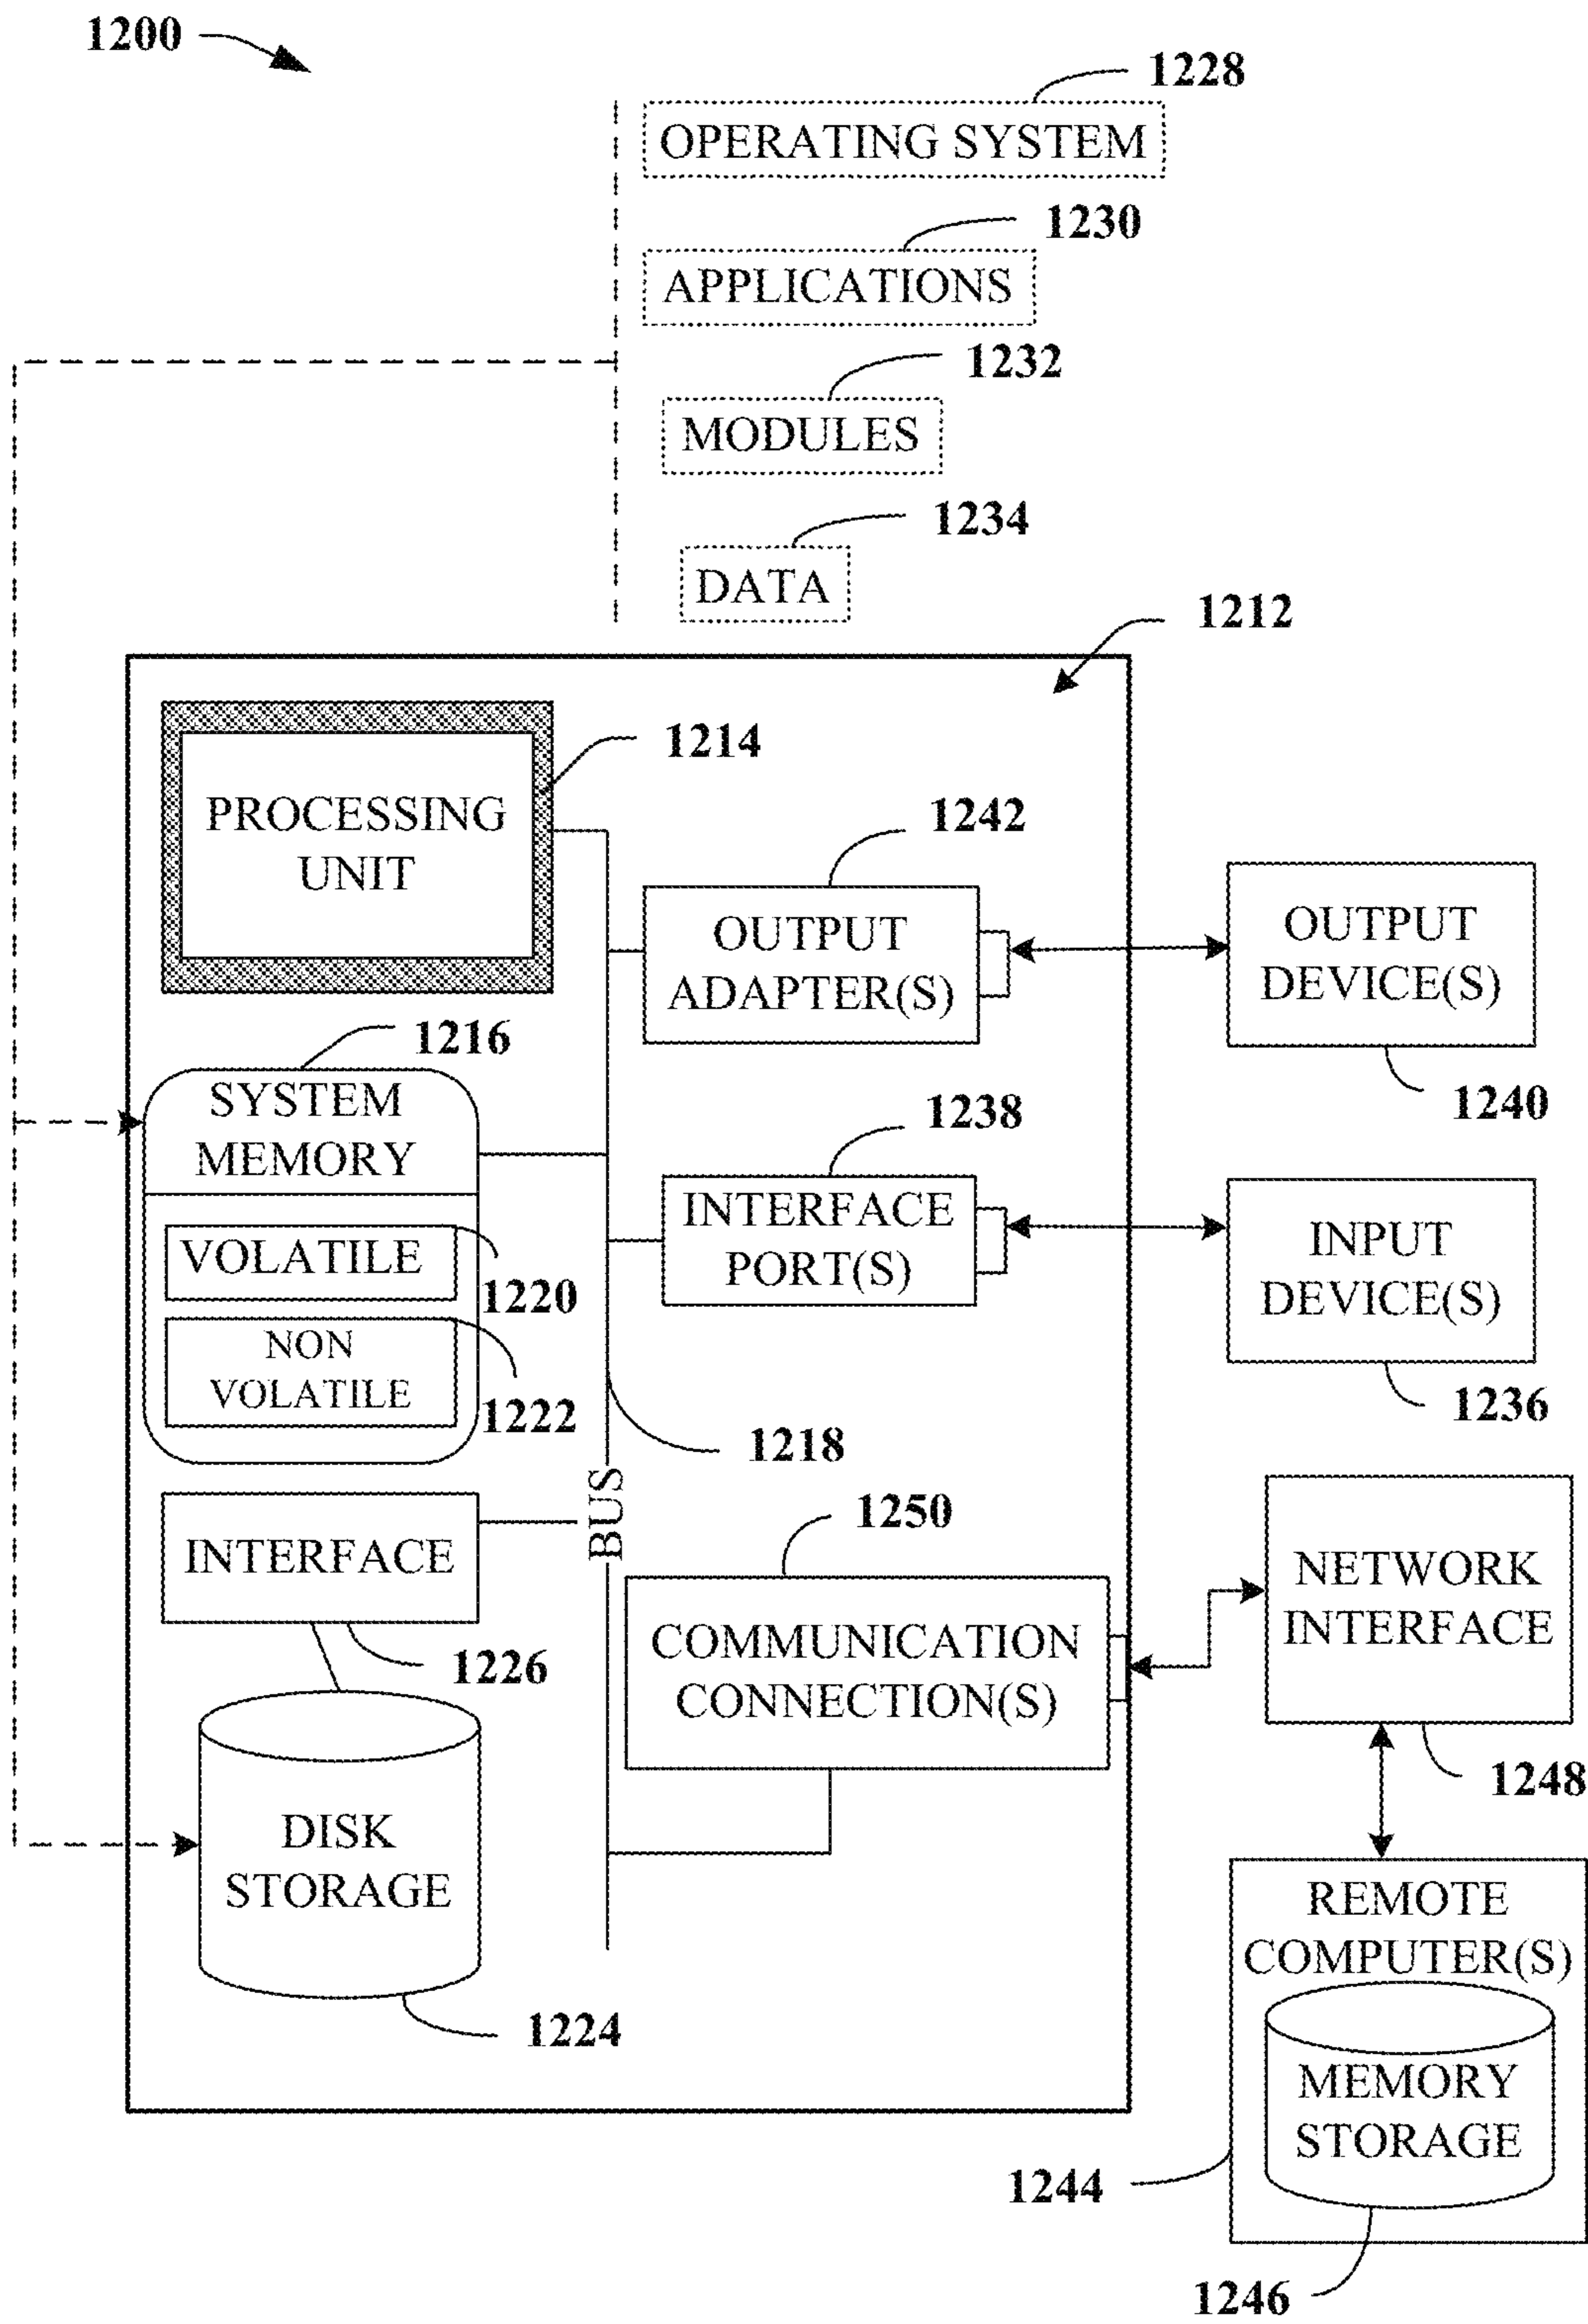 1200
1228
OPERATING SYSTEM
1230
APPLICATIONS
1232
MODULES
1234
DATA
1212
1214
PROCESSING
UNIT
1242
OUTPUT
ADAPTER(S)
OUTPUT
DEVICE(S)
1240
1216
SYSTEM
MEMORY
VOLATILE
1220
NON
VOLATILE
1222
1238
INTERFACE
PORT(S)
INPUT
DEVICE(S)
1236
1218
BUS
INTERFACE
1226
1250
COMMUNICATION
CONNECTION(S)
NETWORK
INTERFACE
1248
DISK
STORAGE
1224
REMOTE
COMPUTER(S)
MEMORY
STORAGE
1244
1246